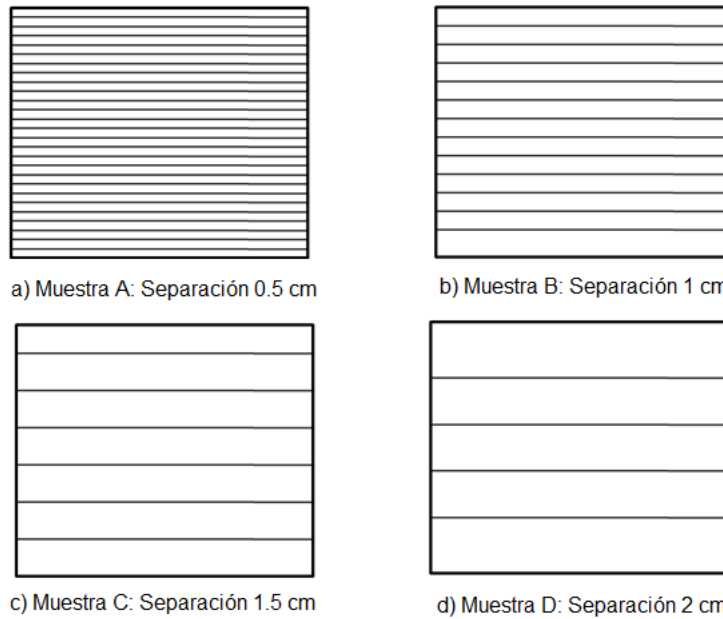 a) Muestra A: Separación 0.5 cm
b) Muestra B: Separación 1 cm
c) Muestra C: Separación 1.5 cm
d) Muestra D: Separación 2 cm